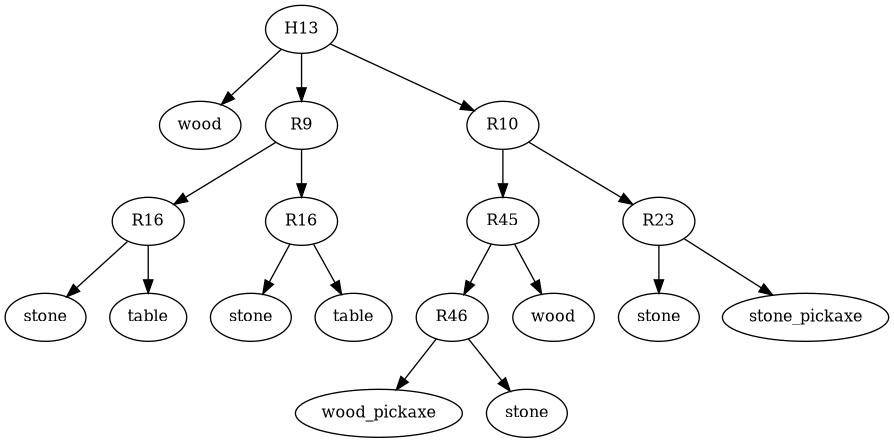 H13
wood
R9
R10
R16
R16
R45
R23
stone
table
stone
table
R46
wood
stone
stone_pickaxe
wood_pickaxe
stone